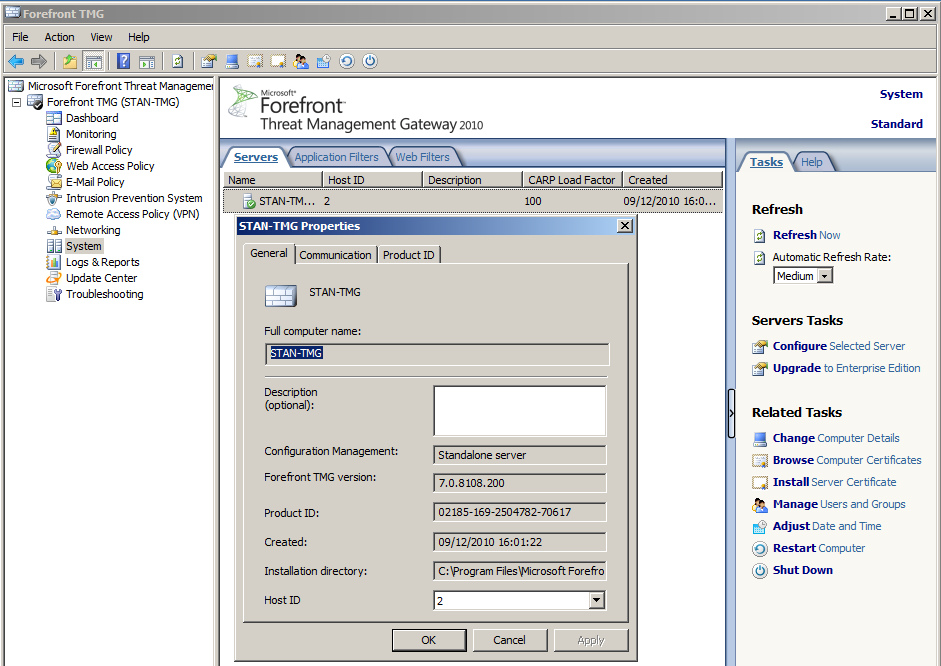 Forefront TMG
File Action View Help
Microsoft Forefront Threat Managemen
Forefront TMG (STAN-TMG)
Dashboard
Monitoring
Firewall Policy
Web Access Policy
E-Mail Policy
Intrusion Prevention System
Remote Access Policy (VPN)
Networking
System
Logs & Reports
Update Center
Troubleshooting
Microsoft®
Forefront™
Threat Management Gateway 2010
System
Standard
Servers Application Filters Web Filters
Name Host ID Description CARP Load Factor Created
STAN-TM... 2 100 09/12/2010 16:0...
STAN-TMG Properties
General Communication Product ID
STAN-TMG
Full computer name:
STAN-TMG
Description
(optional):
Configuration Management: Standalone server
Forefront TMG version: 7.0.8108.200
Product ID: 02185-169-2504782-70617
Created: 09/12/2010 16:01:22
Installation directory: C:\Program Files\Microsoft Forefro
Host ID 2
OK Cancel Apply
Tasks Help
Refresh
Refresh Now
Automatic Refresh Rate:
Medium
Servers Tasks
Configure Selected Server
Upgrade to Enterprise Edition
Related Tasks
Change Computer Details
Browse Computer Certificates
Install Server Certificate
Manage Users and Groups
Adjust Date and Time
Restart Computer
Shut Down